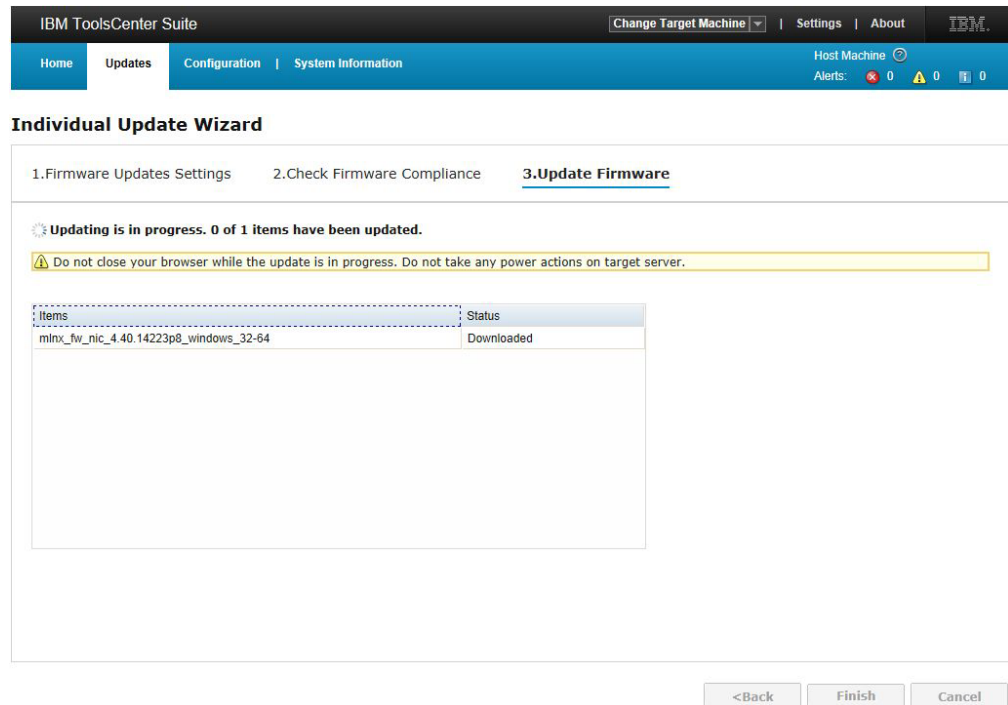 IBM ToolsCenter Suite
Change Target Machine | Settings | About IBM.
Home Updates Configuration | System Information
Host Machine ?
Alerts: 0 0 0
Individual Update Wizard
1.Firmware Updates Settings 2.Check Firmware Compliance 3.Update Firmware
Updating is in progress. 0 of 1 items have been updated.
Do not close your browser while the update is in progress. Do not take any power actions on target server.
Items Status
mlnx_fw_nic_4.40.14223p8_windows_32-64 Downloaded
<Back Finish Cancel